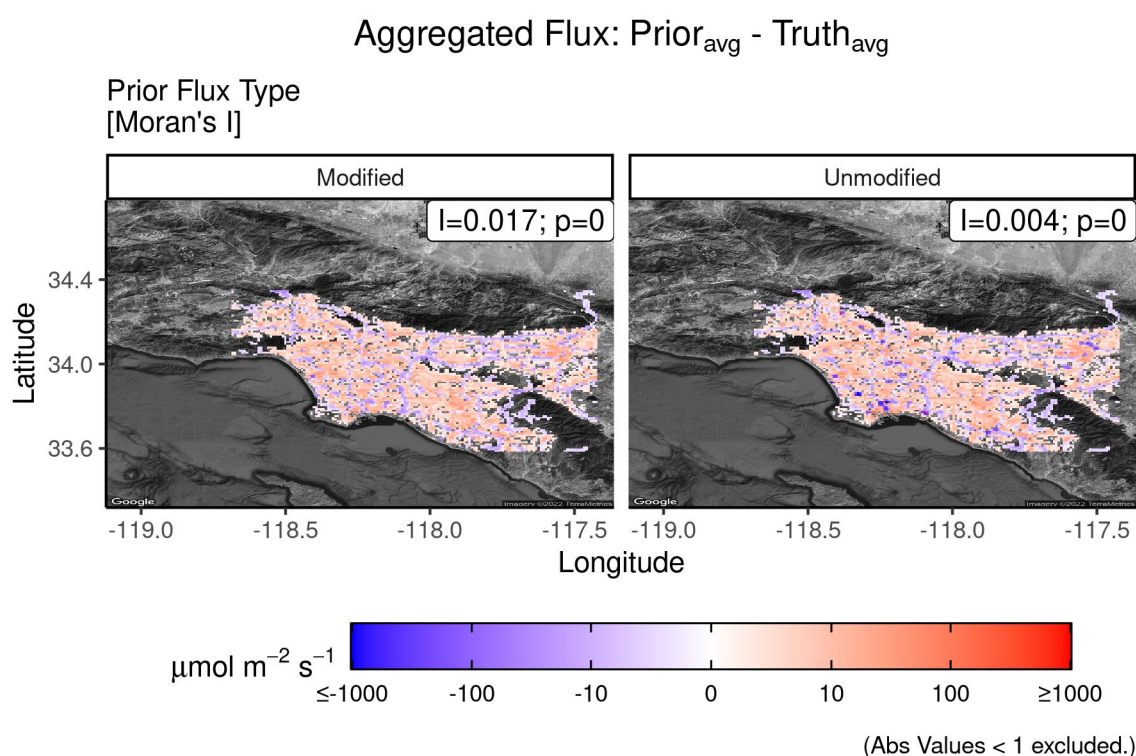 Aggregated Flux: Prioravg - Truthavg
Prior Flux Type
[Moran's I]
Modified
Unmodified
I=0.017; p=0
I=0.004; p=0
34.4
34.0
33.6
Latitude
Google
Imagery ©2022 TerraMetrics
Google
Imagery ©2022 TerraMetrics
-119.0 -118.5 -118.0 -117.5
-119.0 -118.5 -118.0 -117.5
Longitude
μmol m−2 s−1
≤-1000 -100 -10 0 10 100 ≥1000
(Abs Values < 1 excluded.)